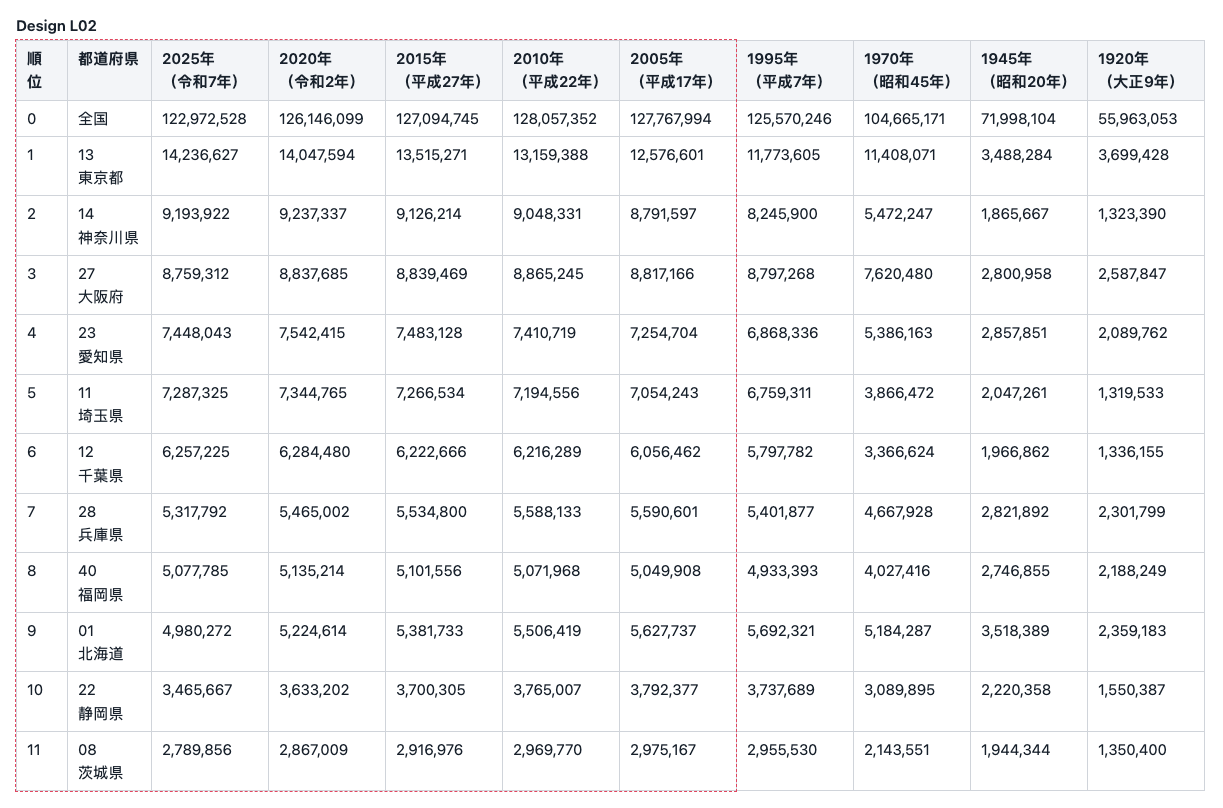 Design L02
順位 都道府県 2025年（令和7年） 2020年（令和2年） 2015年（平成27年） 2010年（平成22年） 2005年（平成17年） 1995年（平成7年） 1970年（昭和45年） 1945年（昭和20年） 1920年（大正9年）
0 全国 122,972,528 126,146,099 127,094,745 128,057,352 127,767,994 125,570,246 104,665,171 71,998,104 55,963,053
1 13 東京都 14,236,627 14,047,594 13,515,271 13,159,388 12,576,601 11,773,605 11,408,071 3,488,284 3,699,428
2 14 神奈川県 9,193,922 9,237,337 9,126,214 9,048,331 8,791,597 8,245,900 5,472,247 1,865,667 1,323,390
3 27 大阪府 8,759,312 8,837,685 8,839,469 8,865,245 8,817,166 8,797,268 7,620,480 2,800,958 2,587,847
4 23 愛知県 7,448,043 7,542,415 7,483,128 7,410,719 7,254,704 6,868,336 5,386,163 2,857,851 2,089,762
5 11 埼玉県 7,287,325 7,344,765 7,266,534 7,194,556 7,054,243 6,759,311 3,866,472 2,047,261 1,319,533
6 12 千葉県 6,257,225 6,284,480 6,222,666 6,216,289 6,056,462 5,797,782 3,366,624 1,966,862 1,336,155
7 28 兵庫県 5,317,792 5,465,002 5,534,800 5,588,133 5,590,601 5,401,877 4,667,928 2,821,892 2,301,799
8 40 福岡県 5,077,785 5,135,214 5,101,556 5,071,968 5,049,908 4,933,393 4,027,416 2,746,855 2,188,249
9 01 北海道 4,980,272 5,224,614 5,381,733 5,506,419 5,627,737 5,692,321 5,184,287 3,518,389 2,359,183
10 22 静岡県 3,465,667 3,633,202 3,700,305 3,765,007 3,792,377 3,737,689 3,089,895 2,220,358 1,550,387
11 08 茨城県 2,789,856 2,867,009 2,916,976 2,969,770 2,975,167 2,955,530 2,143,551 1,944,344 1,350,400